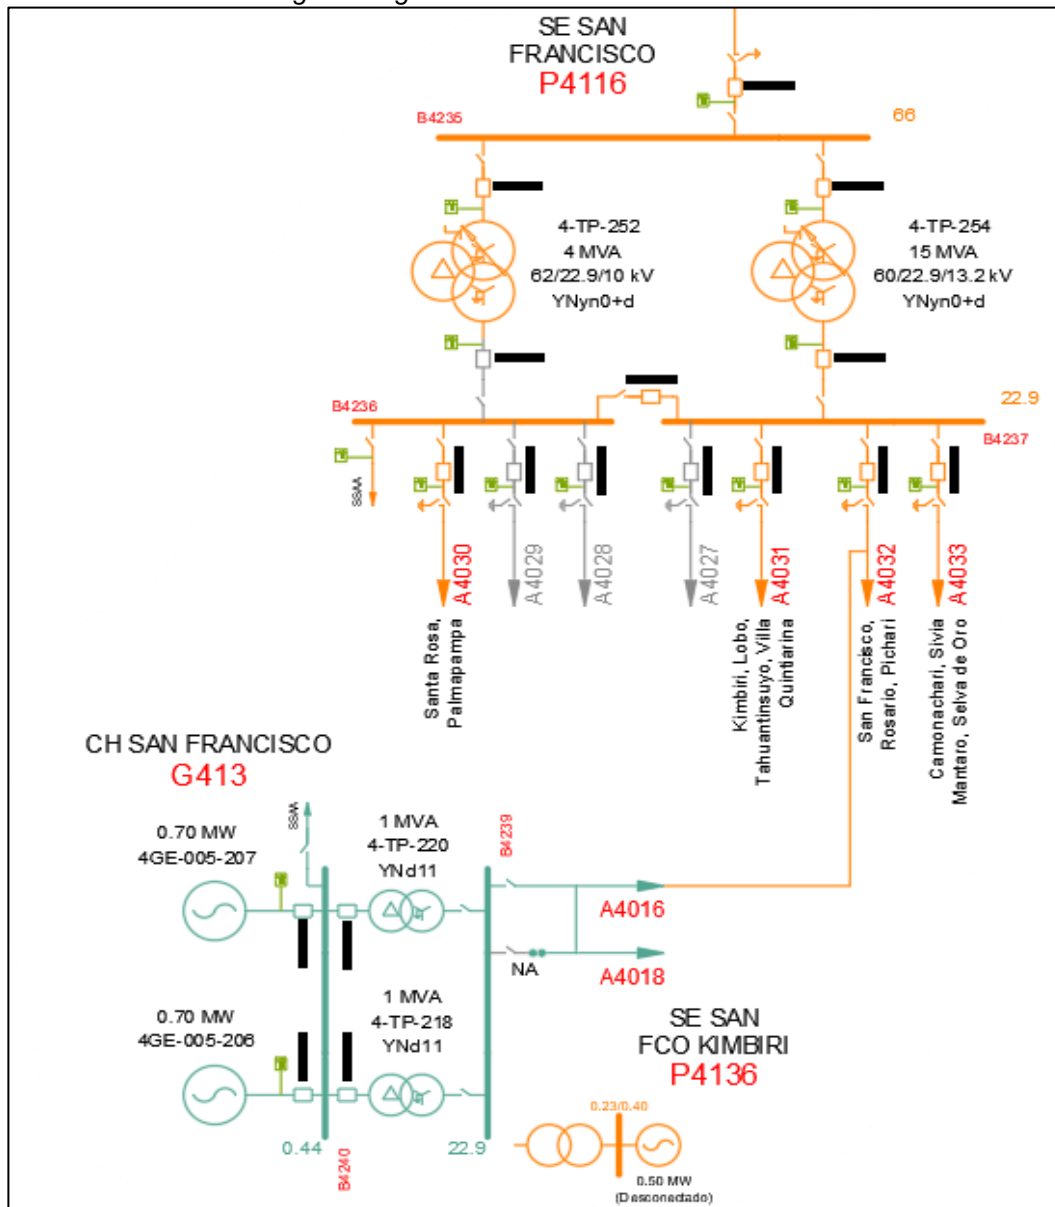 SE SAN
FRANCISCO
P4116
B4235
66
4-TP-252
4 MVA
62/22.9/10 kV
YNyn0+d
4-TP-254
15 MVA
60/22.9/13.2 kV
YNyn0+d
B4236
22.9
B4237
SSAA
A4030
A4029
A4028
A4027
A4031
A4032
A4033
Santa Rosa,
Palmapampa
Kimbiri, Lobo,
Tahuantinsuyo, Villa
Quintiarina
San Francisco,
Rosario, Pichari
Camonachari, Sivia
Mantaro, Selva de Oro
CH SAN FRANCISCO
G413
SSAA
0.70 MW
4GE-005-207
1 MVA
4-TP-220
YNd11
B4239
A4016
NA
A4018
0.70 MW
4GE-005-206
1 MVA
4-TP-218
YNd11
SE SAN
FCO KIMBIRI
P4136
0.44
B4240
22.9
0.23/0.40
0.50 MW
(Desconectado)